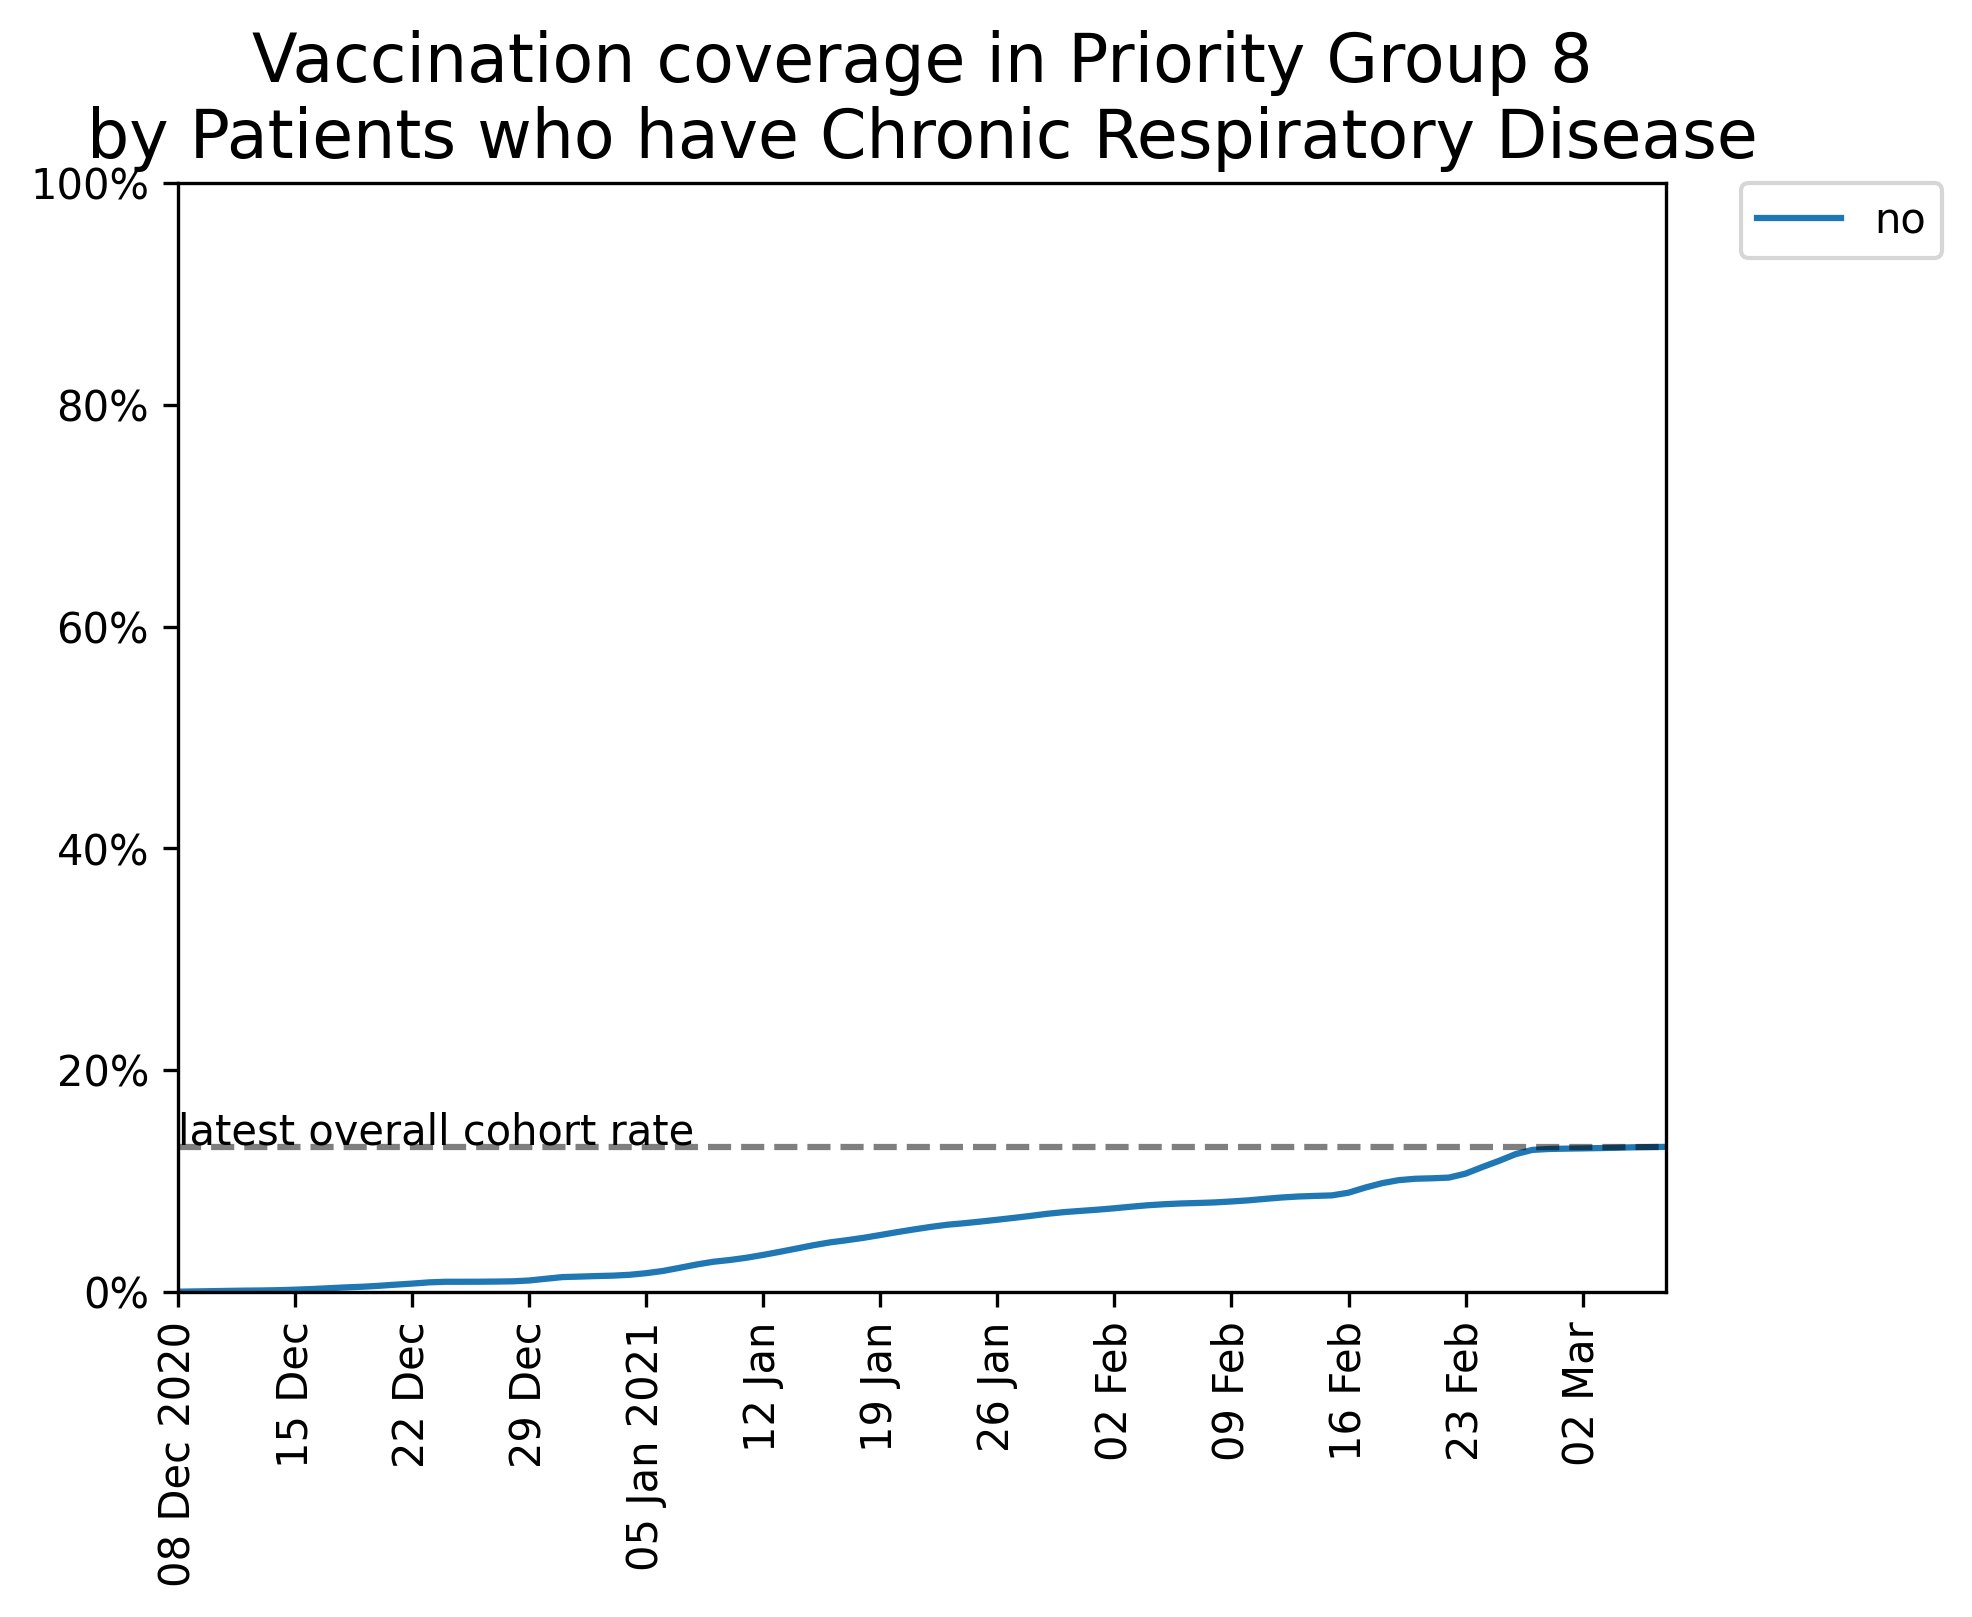 Vaccination coverage in Priority Group 8
by Patients who have Chronic Respiratory Disease
100%
80%
60%
40%
20%
0%
latest overall cohort rate
no
08 Dec 2020
15 Dec
22 Dec
29 Dec
05 Jan 2021
12 Jan
19 Jan
26 Jan
02 Feb
09 Feb
16 Feb
23 Feb
02 Mar